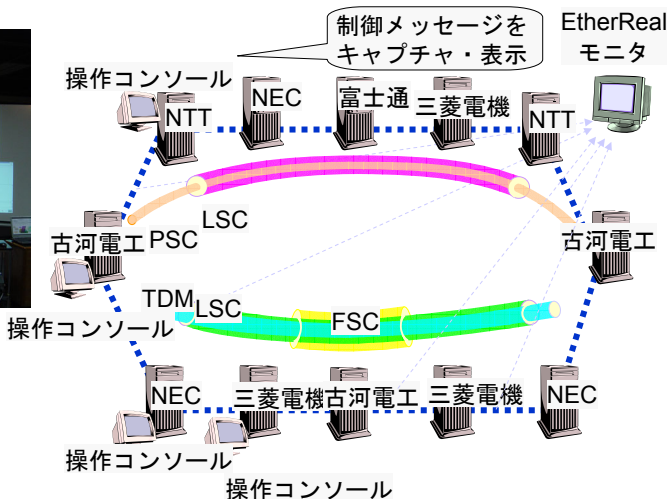 制御メッセージを
キャプチャ・表示
EtherReal
モニタ
操作コンソール
NTT
NEC
富士通
三菱電機
NTT
LSC
PSC
古河電工
古河電工
操作コンソール
TDM
LSC
FSC
NEC
三菱電機
古河電工
三菱電機
NEC
操作コンソール
操作コンソール